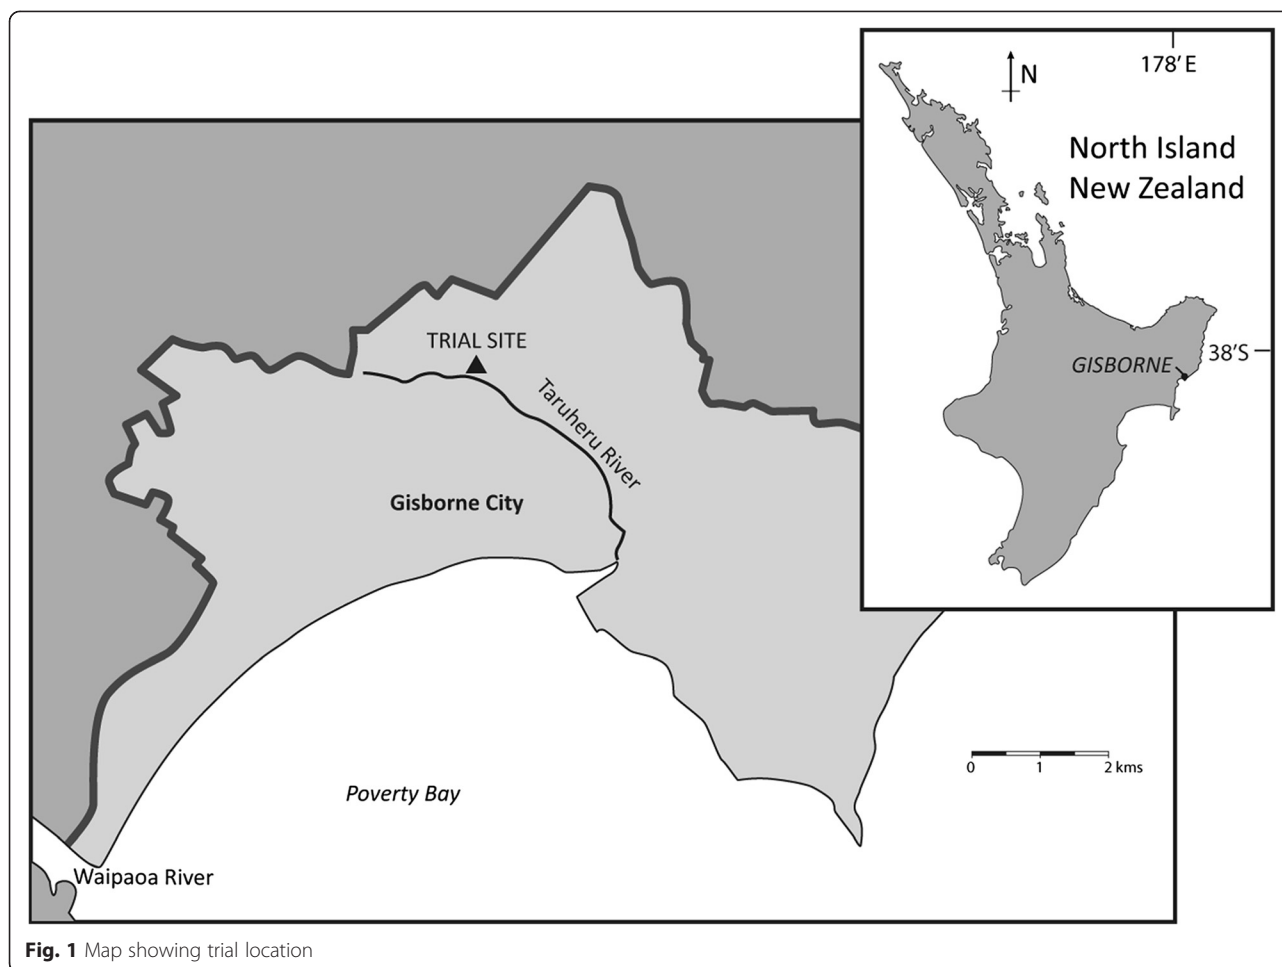 178' E
N
North Island
New Zealand
38'S
GISBORNE
TRIAL SITE
Taruheru River
Gisborne City
0 1 2 kms
Poverty Bay
Waipaoa River
Fig. 1 Map showing trial location